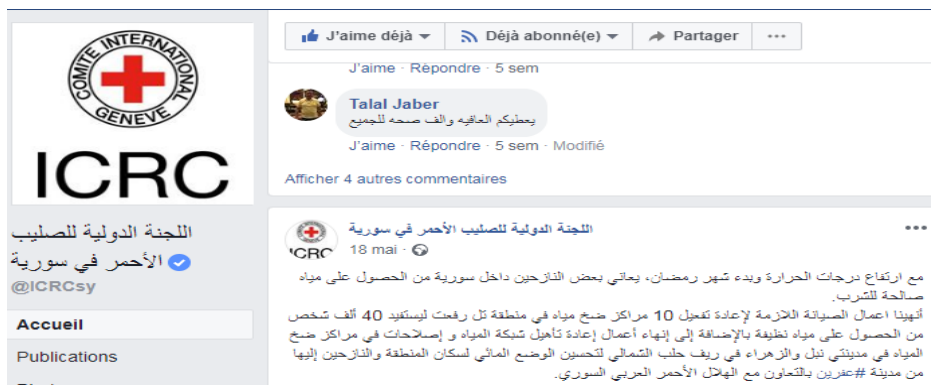 COMITE INTERNATIONAL
GENEVE
ICRC
اللجنة الدولية للصليب
الأحمر في سورية
@ICRCsy
Accueil
Publications
J'aime déjà
Déjà abonné(e)
Partager
J'aime · Répondre · 5 sem
Talal Jaber
يعطيكم العافيه والف صحه للجميع
J'aime · Répondre · 5 sem · Modifié
Afficher 4 autres commentaires
ICRC
اللجنة الدولية للصليب الأحمر في سورية
18 mai ·
مع ارتفاع درجات الحرارة وبدء شهر رمضان، يعاني بعض النازحين داخل سورية من الحصول على مياه
صالحة للشرب.
أنهينا اعمال الصيانة اللازمة لإعادة تفعيل 10 مراكز ضخ مياه في منطقة تل رفعت ليستفيد 40 ألف شخص
من الحصول على مياه نظيفة بالإضافة إلى إنهاء أعمال إعادة تأهيل شبكة المياه و إصلاحات في مراكز ضخ
المياه في مدينتي نبل والزهراء في ريف حلب الشمالي لتحسين الوضع المائي لسكان المنطقة والنازحين إليها
من مدينة #عفرين بالتعاون مع الهلال الأحمر العربي السوري.